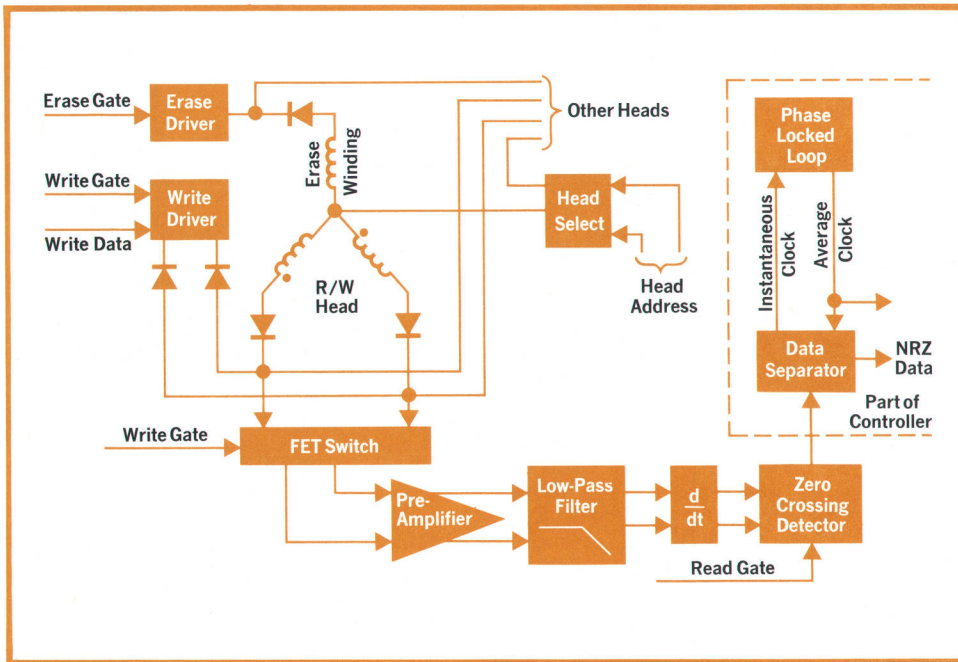 Erase Gate
Erase
Driver
Erase
Winding
Other Heads
Write Gate
Write Data
Write
Driver
R/W
Head
Head
Select
Head
Address
Phase
Locked
Loop
Instantaneous
Clock
Average
Clock
Data
Separator
NRZ
Data
Part of
Controller
Write Gate
FET Switch
Pre-
Amplifier
Low-Pass
Filter
d
dt
Zero
Crossing
Detector
Read Gate